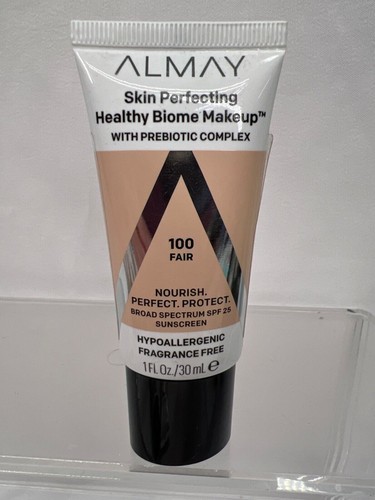 ALMAY
Skin Perfecting
Healthy Biome Makeup™
WITH PREBIOTIC COMPLEX
100
FAIR
NOURISH.
PERFECT. PROTECT.
BROAD SPECTRUM SPF 25
SUNSCREEN
HYPOALLERGENIC
FRAGRANCE FREE
1 Fl. Oz./30 mL ℮